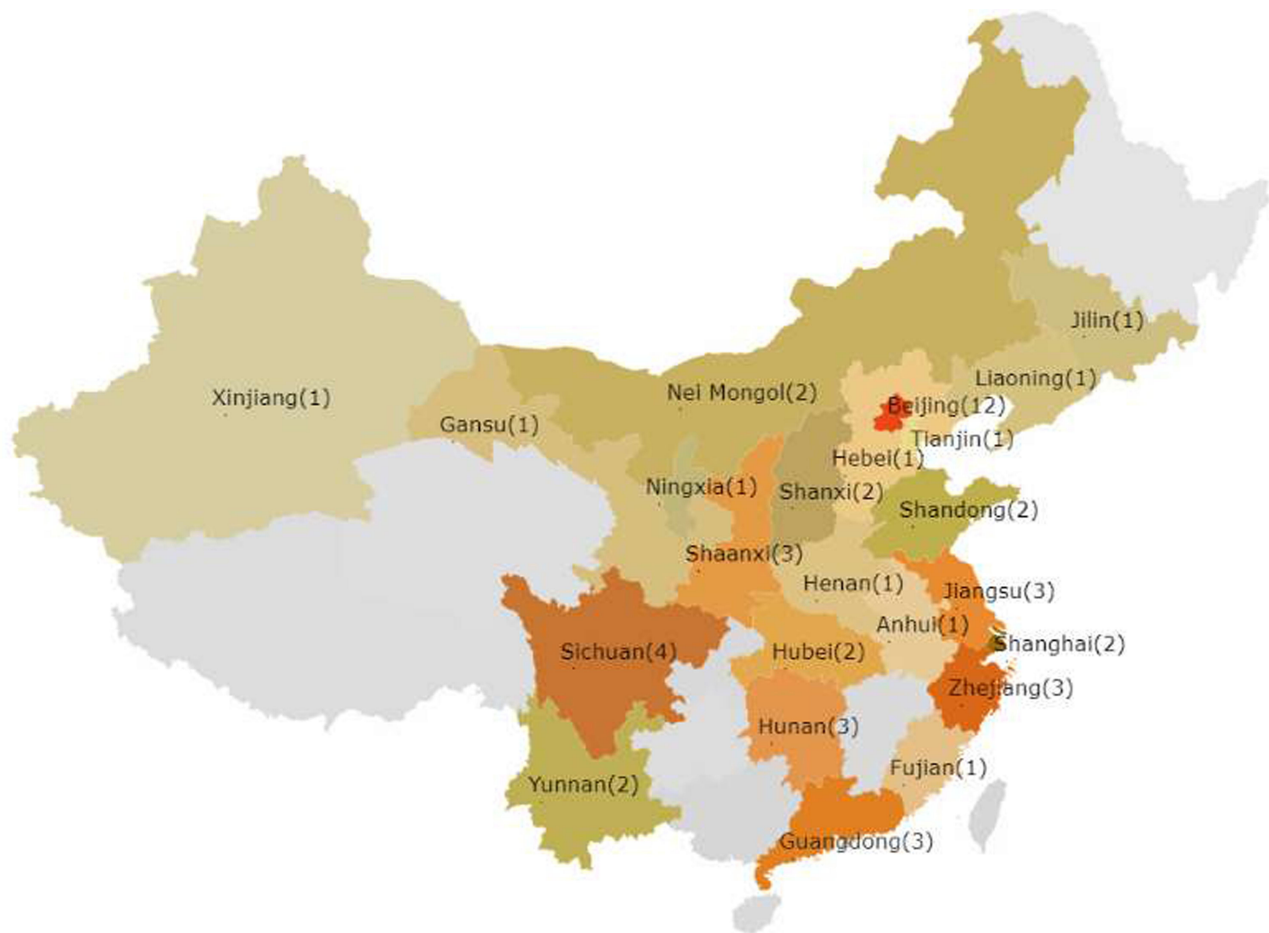 Jilin(1)
Liaoning(1)
Nei Mongol(2)
Xinjiang(1)
Beijing(12)
Gansu(1)
Tianjin(1)
Hebei(1)
Ningxia(1)
Shanxi(2)
Shandong(2)
Shaanxi(3)
Henan(1)
Jiangsu(3)
Anhui(1)
Shanghai(2)
Sichuan(4)
Hubei(2)
Zhejiang(3)
Hunan(3)
Fujian(1)
Yunnan(2)
Guangdong(3)